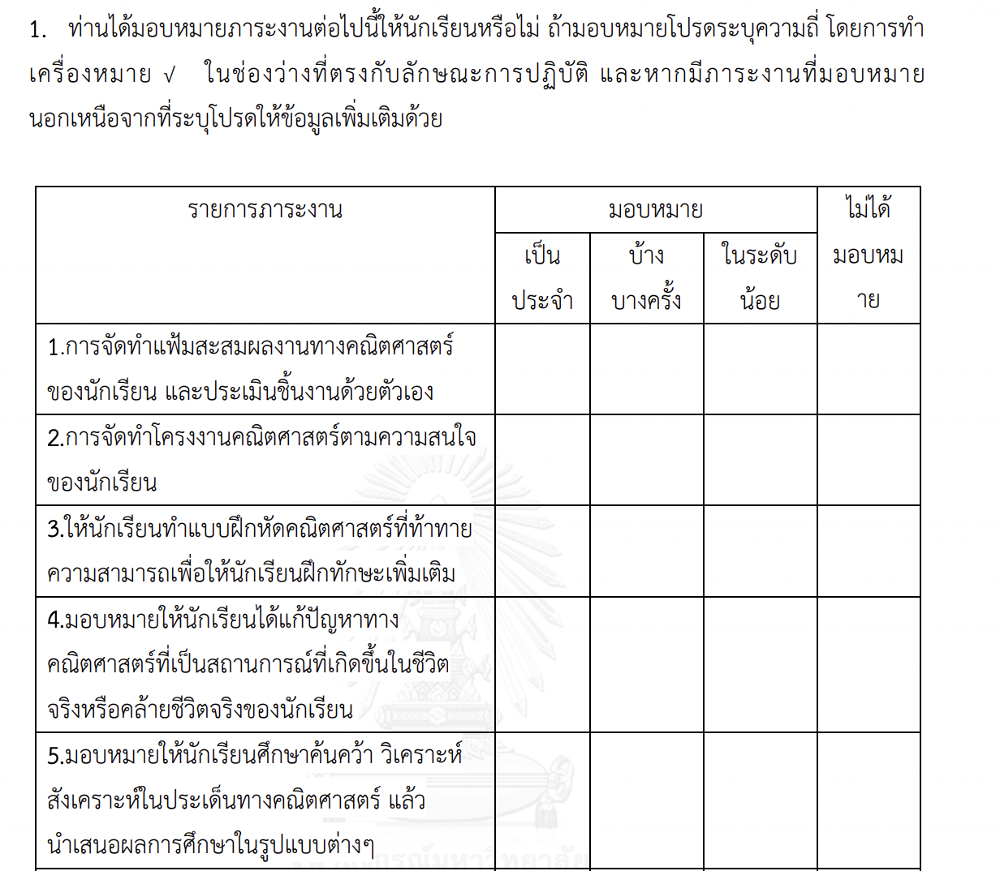 1. ท่านได้มอบหมายภาระงานต่อไปนี้ให้นักเรียนหรือไม่ ถ้ามอบหมายโปรดระบุความถี่ โดยการทำ
เครื่องหมาย √ ในช่องว่างที่ตรงกับลักษณะการปฏิบัติ และหากมีภาระงานที่มอบหมาย
นอกเหนือจากที่ระบุโปรดให้ข้อมูลเพิ่มเติมด้วย
รายการภาระงาน
มอบหมาย
ไม่ได้
มอบหม
าย
เป็น
ประจำ
บ้าง
บางครั้ง
ในระดับ
น้อย
1.การจัดทำแฟ้มสะสมผลงานทางคณิตศาสตร์
ของนักเรียน และประเมินชิ้นงานด้วยตัวเอง
2.การจัดทำโครงงานคณิตศาสตร์ตามความสนใจ
ของนักเรียน
3.ให้นักเรียนทำแบบฝึกหัดคณิตศาสตร์ที่ท้าทาย
ความสามารถเพื่อให้นักเรียนฝึกทักษะเพิ่มเติม
4.มอบหมายให้นักเรียนได้แก้ปัญหาทาง
คณิตศาสตร์ที่เป็นสถานการณ์ที่เกิดขึ้นในชีวิต
จริงหรือคล้ายชีวิตจริงของนักเรียน
5.มอบหมายให้นักเรียนศึกษาค้นคว้า วิเคราะห์
สังเคราะห์ในประเด็นทางคณิตศาสตร์ แล้ว
นำเสนอผลการศึกษาในรูปแบบต่างๆ